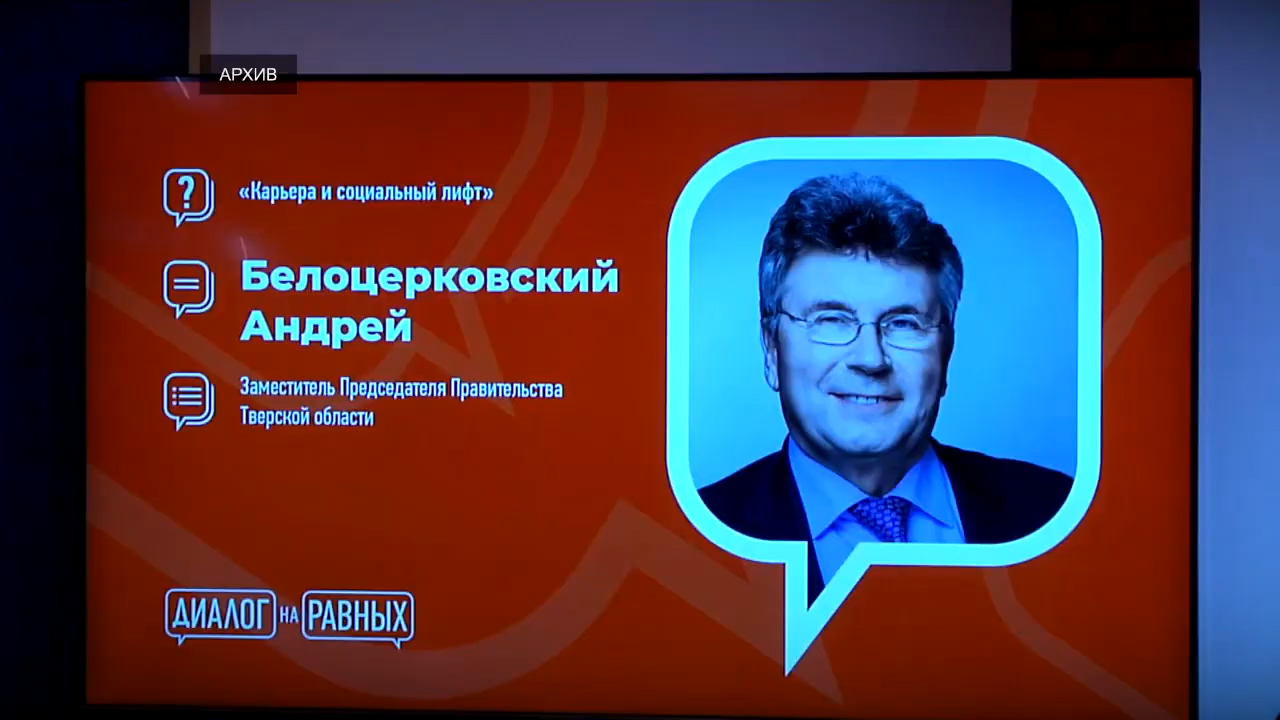 АРХИВ
?
«Карьера и социальный лифт»
Белоцерковский
Андрей
Заместитель Председателя Правительства
Тверской области
ДИАЛОГ НА РАВНЫХ